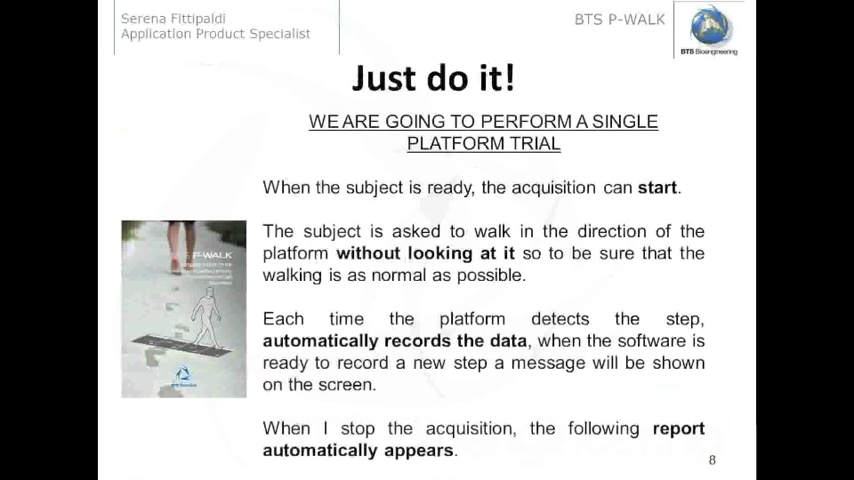 Serena Fittipaldi
Application Product Specialist
BTS P-WALK
BTS Bioengineering
Just do it!
WE ARE GOING TO PERFORM A SINGLE
PLATFORM TRIAL
When the subject is ready, the acquisition can start.
The subject is asked to walk in the direction of the
platform without looking at it so to be sure that the
walking is as normal as possible.
P-WALK
Each time the platform detects the step,
automatically records the data, when the software is
ready to record a new step a message will be shown
on the screen.
When I stop the acquisition, the following report
automatically appears.
8